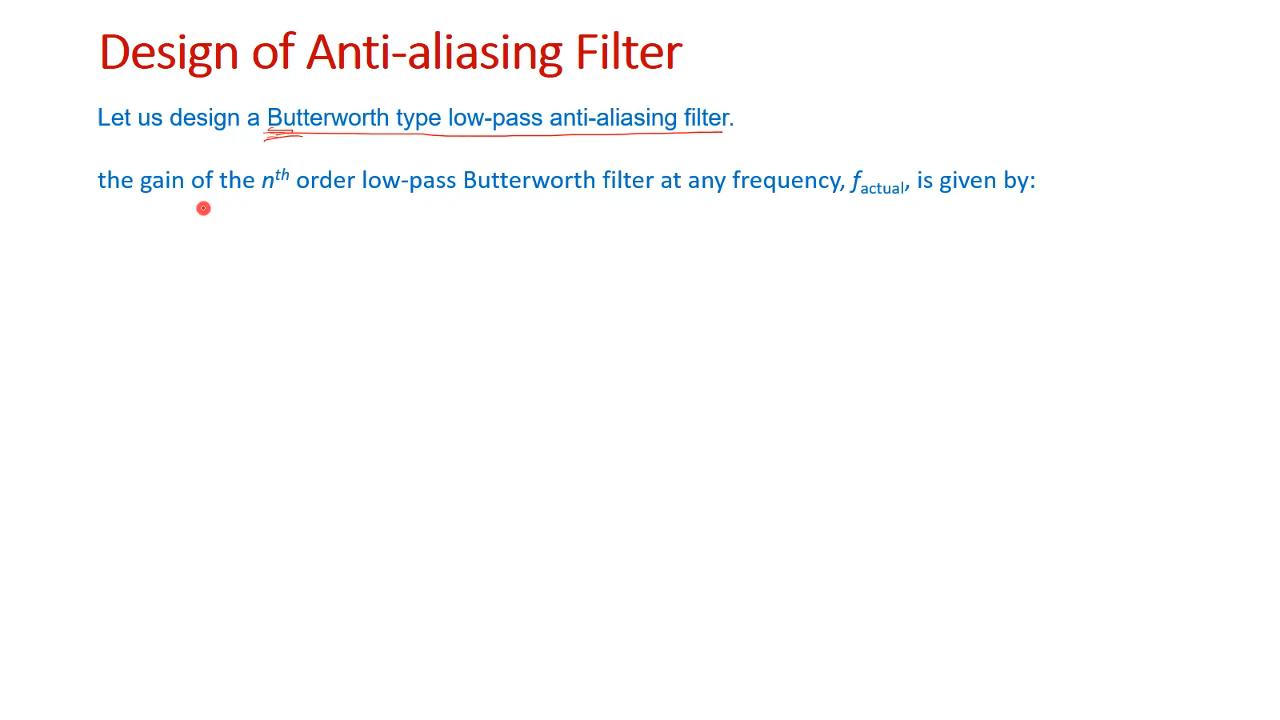 Design of Anti-aliasing Filter
Let us design a Butterworth type low-pass anti-aliasing filter.
the gain of the nth order low-pass Butterworth filter at any frequency, factual, is given by: